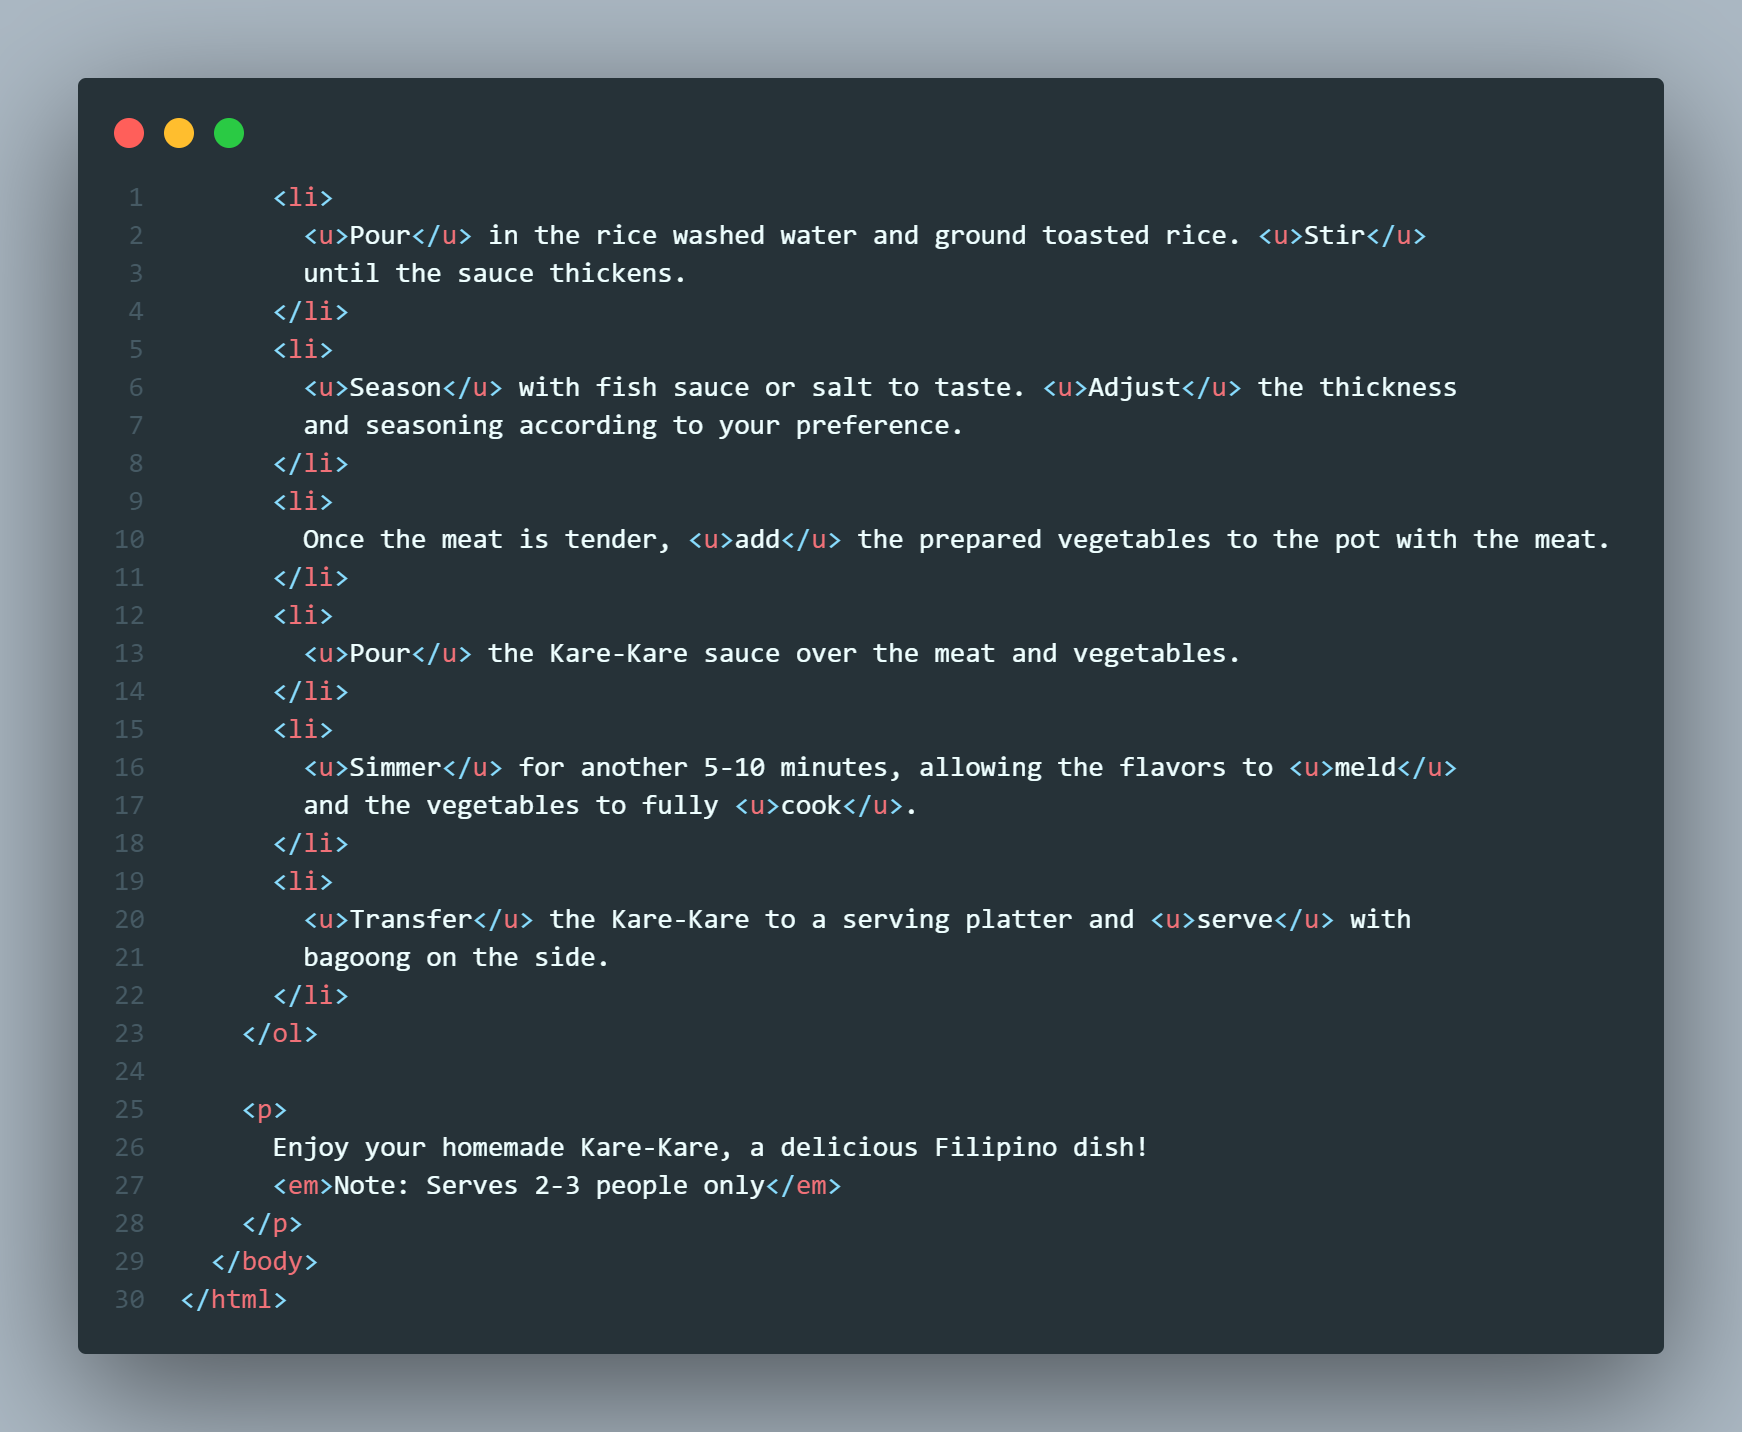 1 <li>
2 <u>Pour</u> in the rice washed water and ground toasted rice. <u>Stir</u>
3 until the sauce thickens.
4 </li>
5 <li>
6 <u>Season</u> with fish sauce or salt to taste. <u>Adjust</u> the thickness
7 and seasoning according to your preference.
8 </li>
9 <li>
10 Once the meat is tender, <u>add</u> the prepared vegetables to the pot with the meat.
11 </li>
12 <li>
13 <u>Pour</u> the Kare-Kare sauce over the meat and vegetables.
14 </li>
15 <li>
16 <u>Simmer</u> for another 5-10 minutes, allowing the flavors to <u>meld</u>
17 and the vegetables to fully <u>cook</u>.
18 </li>
19 <li>
20 <u>Transfer</u> the Kare-Kare to a serving platter and <u>serve</u> with
21 bagoong on the side.
22 </li>
23 </ol>
24
25 <p>
26 Enjoy your homemade Kare-Kare, a delicious Filipino dish!
27 <em>Note: Serves 2-3 people only</em>
28 </p>
29 </body>
30 </html>